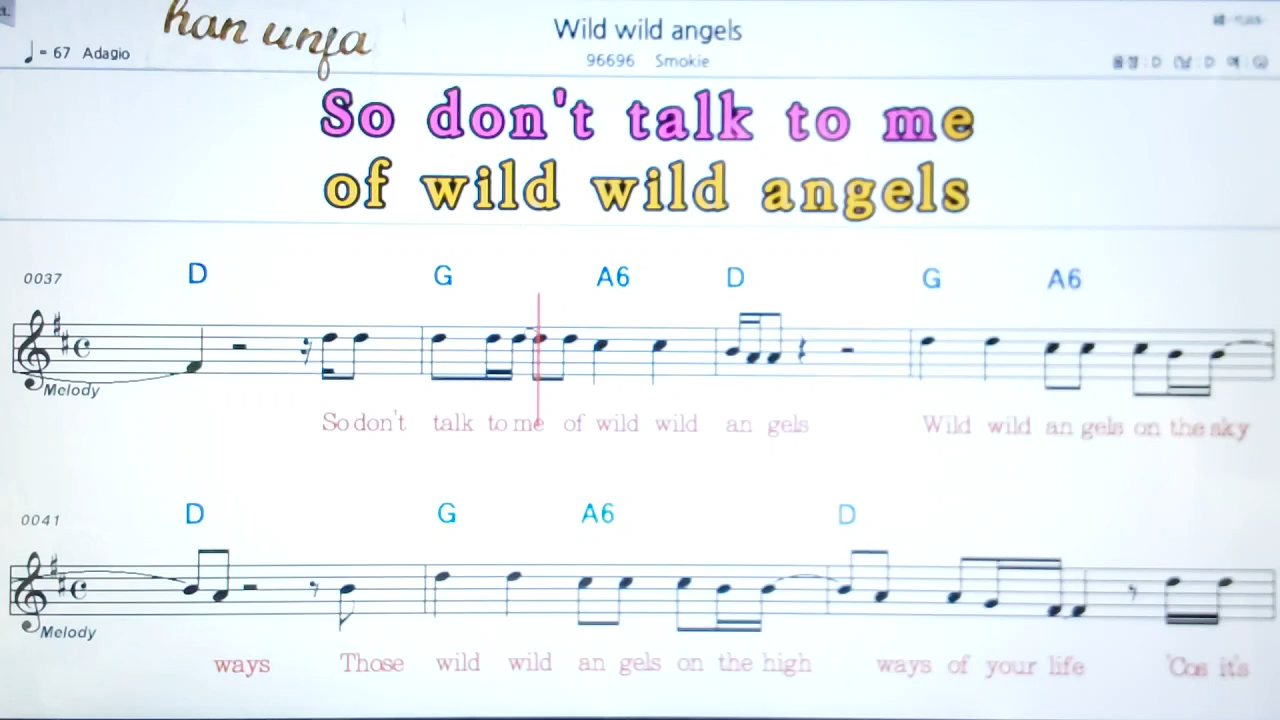 han unja
Wild wild angels
♩= 67 Adagio
96696 Smokie
So don't talk to me
of wild wild angels
0037
D G A6 D G A6
Melody
So don't talk to me of wild wild an gels Wild wild an gels on the sky
0041
D G A6 D
Melody
ways Those wild wild an gels on the high ways of your life 'Cos it's